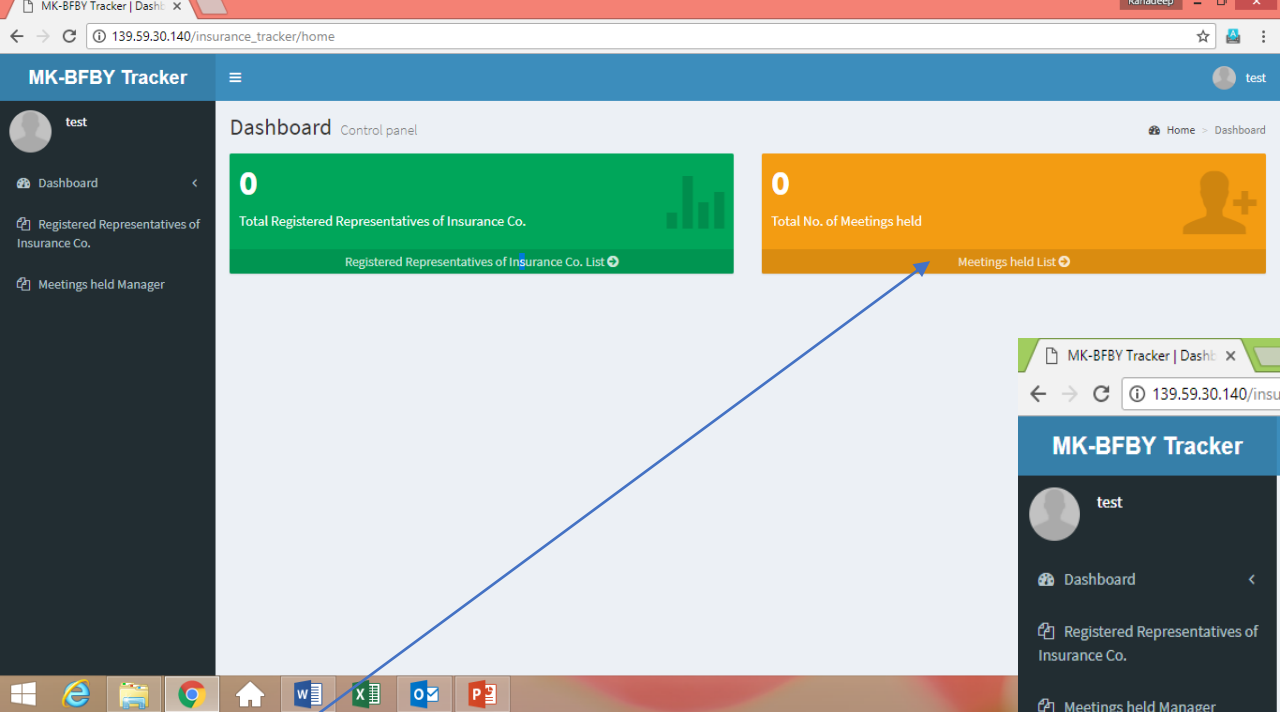 MK-BFBY Tracker | Dashb
Ranadeep
139.59.30.140/insurance_tracker/home
MK-BFBY Tracker
test
test
Dashboard
Registered Representatives of
Insurance Co.
Meetings held Manager
Dashboard Control panel
Home > Dashboard
0
Total Registered Representatives of Insurance Co.
Registered Representatives of Insurance Co. List
0
Total No. of Meetings held
Meetings held List
MK-BFBY Tracker | Dashb
139.59.30.140/insu
MK-BFBY Tracker
test
Dashboard
Registered Representatives of
Insurance Co.
Meetings held Manager